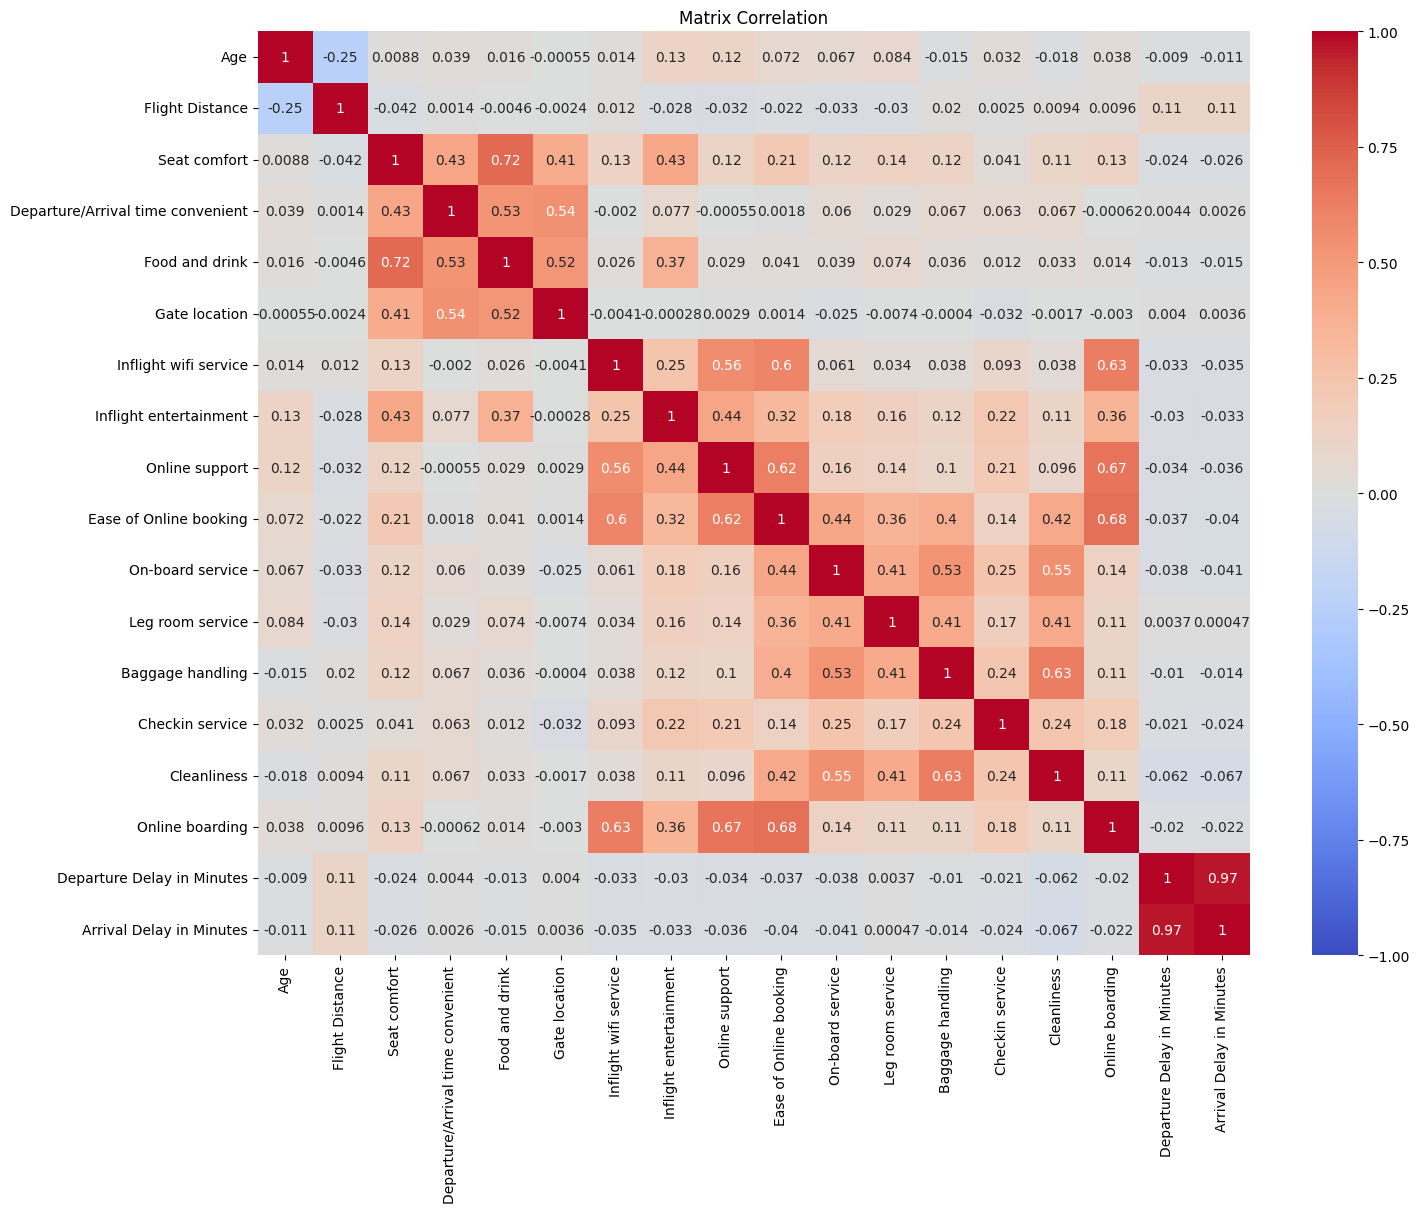 Matrix Correlation
Age 1 -0.25 0.0088 0.039 0.016 -0.00055 0.014 0.13 0.12 0.072 0.067 0.084 -0.015 0.032 -0.018 0.038 -0.009 -0.011
Flight Distance -0.25 1 -0.042 0.0014 -0.0046 -0.0024 0.012 -0.028 -0.032 -0.022 -0.033 -0.03 0.02 0.0025 0.0094 0.0096 0.11 0.11
Seat comfort 0.0088 -0.042 1 0.43 0.72 0.41 0.13 0.43 0.12 0.21 0.12 0.14 0.12 0.041 0.11 0.13 -0.024 -0.026
Departure/Arrival time convenient 0.039 0.0014 0.43 1 0.53 0.54 -0.002 0.077 -0.00055 0.0018 0.06 0.029 0.067 0.063 0.067 -0.00062 0.0044 0.0026
Food and drink 0.016 -0.0046 0.72 0.53 1 0.52 0.026 0.37 0.029 0.041 0.039 0.074 0.036 0.012 0.033 0.014 -0.013 -0.015
Gate location -0.00055 -0.0024 0.41 0.54 0.52 1 -0.0041 -0.00028 0.0029 0.0014 -0.025 -0.0074 -0.0004 -0.032 -0.0017 -0.003 0.004 0.0036
Inflight wifi service 0.014 0.012 0.13 -0.002 0.026 -0.0041 1 0.25 0.56 0.6 0.061 0.034 0.038 0.093 0.038 0.63 -0.033 -0.035
Inflight entertainment 0.13 -0.028 0.43 0.077 0.37 -0.00028 0.25 1 0.44 0.32 0.18 0.16 0.12 0.22 0.11 0.36 -0.03 -0.033
Online support 0.12 -0.032 0.12 -0.00055 0.029 0.0029 0.56 0.44 1 0.62 0.16 0.14 0.1 0.21 0.096 0.67 -0.034 -0.036
Ease of Online booking 0.072 -0.022 0.21 0.0018 0.041 0.0014 0.6 0.32 0.62 1 0.44 0.36 0.4 0.14 0.42 0.68 -0.037 -0.04
On-board service 0.067 -0.033 0.12 0.06 0.039 -0.025 0.061 0.18 0.16 0.44 1 0.41 0.53 0.25 0.55 0.14 -0.038 -0.041
Leg room service 0.084 -0.03 0.14 0.029 0.074 -0.0074 0.034 0.16 0.14 0.36 0.41 1 0.41 0.17 0.41 0.11 0.0037 0.00047
Baggage handling -0.015 0.02 0.12 0.067 0.036 -0.0004 0.038 0.12 0.1 0.4 0.53 0.41 1 0.24 0.63 0.11 -0.01 -0.014
Checkin service 0.032 0.0025 0.041 0.063 0.012 -0.032 0.093 0.22 0.21 0.14 0.25 0.17 0.24 1 0.24 0.18 -0.021 -0.024
Cleanliness -0.018 0.0094 0.11 0.067 0.033 -0.0017 0.038 0.11 0.096 0.42 0.55 0.41 0.63 0.24 1 0.11 -0.062 -0.067
Online boarding 0.038 0.0096 0.13 -0.00062 0.014 -0.003 0.63 0.36 0.67 0.68 0.14 0.11 0.11 0.18 0.11 1 -0.02 -0.022
Departure Delay in Minutes -0.009 0.11 -0.024 0.0044 -0.013 0.004 -0.033 -0.03 -0.034 -0.037 -0.038 0.0037 -0.01 -0.021 -0.062 -0.02 1 0.97
Arrival Delay in Minutes -0.011 0.11 -0.026 0.0026 -0.015 0.0036 -0.035 -0.033 -0.036 -0.04 -0.041 0.00047 -0.014 -0.024 -0.067 -0.022 0.97 1
Age
Flight Distance
Seat comfort
Departure/Arrival time convenient
Food and drink
Gate location
Inflight wifi service
Inflight entertainment
Online support
Ease of Online booking
On-board service
Leg room service
Baggage handling
Checkin service
Cleanliness
Online boarding
Departure Delay in Minutes
Arrival Delay in Minutes
1.00
0.75
0.50
0.25
0.00
−0.25
−0.50
−0.75
−1.00